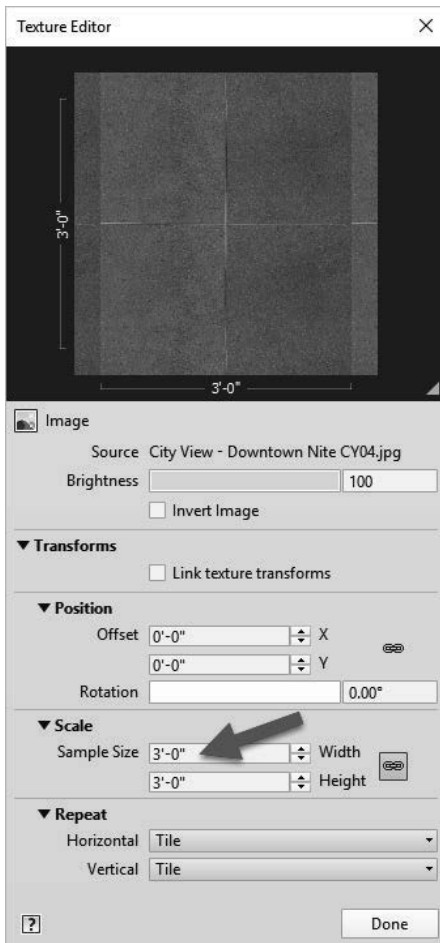 Texture Editor
3'-0"
3'-0"
Image
Source City View - Downtown Nite CY04.jpg
Brightness 100
Invert Image
Transforms
Link texture transforms
Position
Offset 0'-0" X
0'-0" Y
Rotation 0.00°
Scale
Sample Size 3'-0" Width
3'-0" Height
Repeat
Horizontal Tile
Vertical Tile
? Done